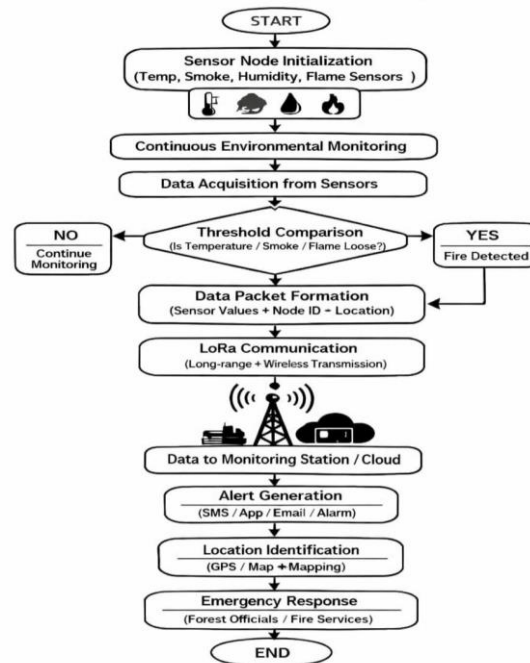 START
Sensor Node Initialization
(Temp, Smoke, Humidity, Flame Sensors )
Continuous Environmental Monitoring
Data Acquisition from Sensors
NO
Continue
Monitoring
Threshold Comparison
(Is Temperature / Smoke / Flame Loose?)
YES
Fire Detected
Data Packet Formation
(Sensor Values + Node ID - Location)
LoRa Communication
(Long-range + Wireless Transmission)
Data to Monitoring Station / Cloud
Alert Generation
(SMS / App / Email / Alarm)
Location Identification
(GPS / Map + Mapping)
Emergency Response
(Forest Officials / Fire Services)
END